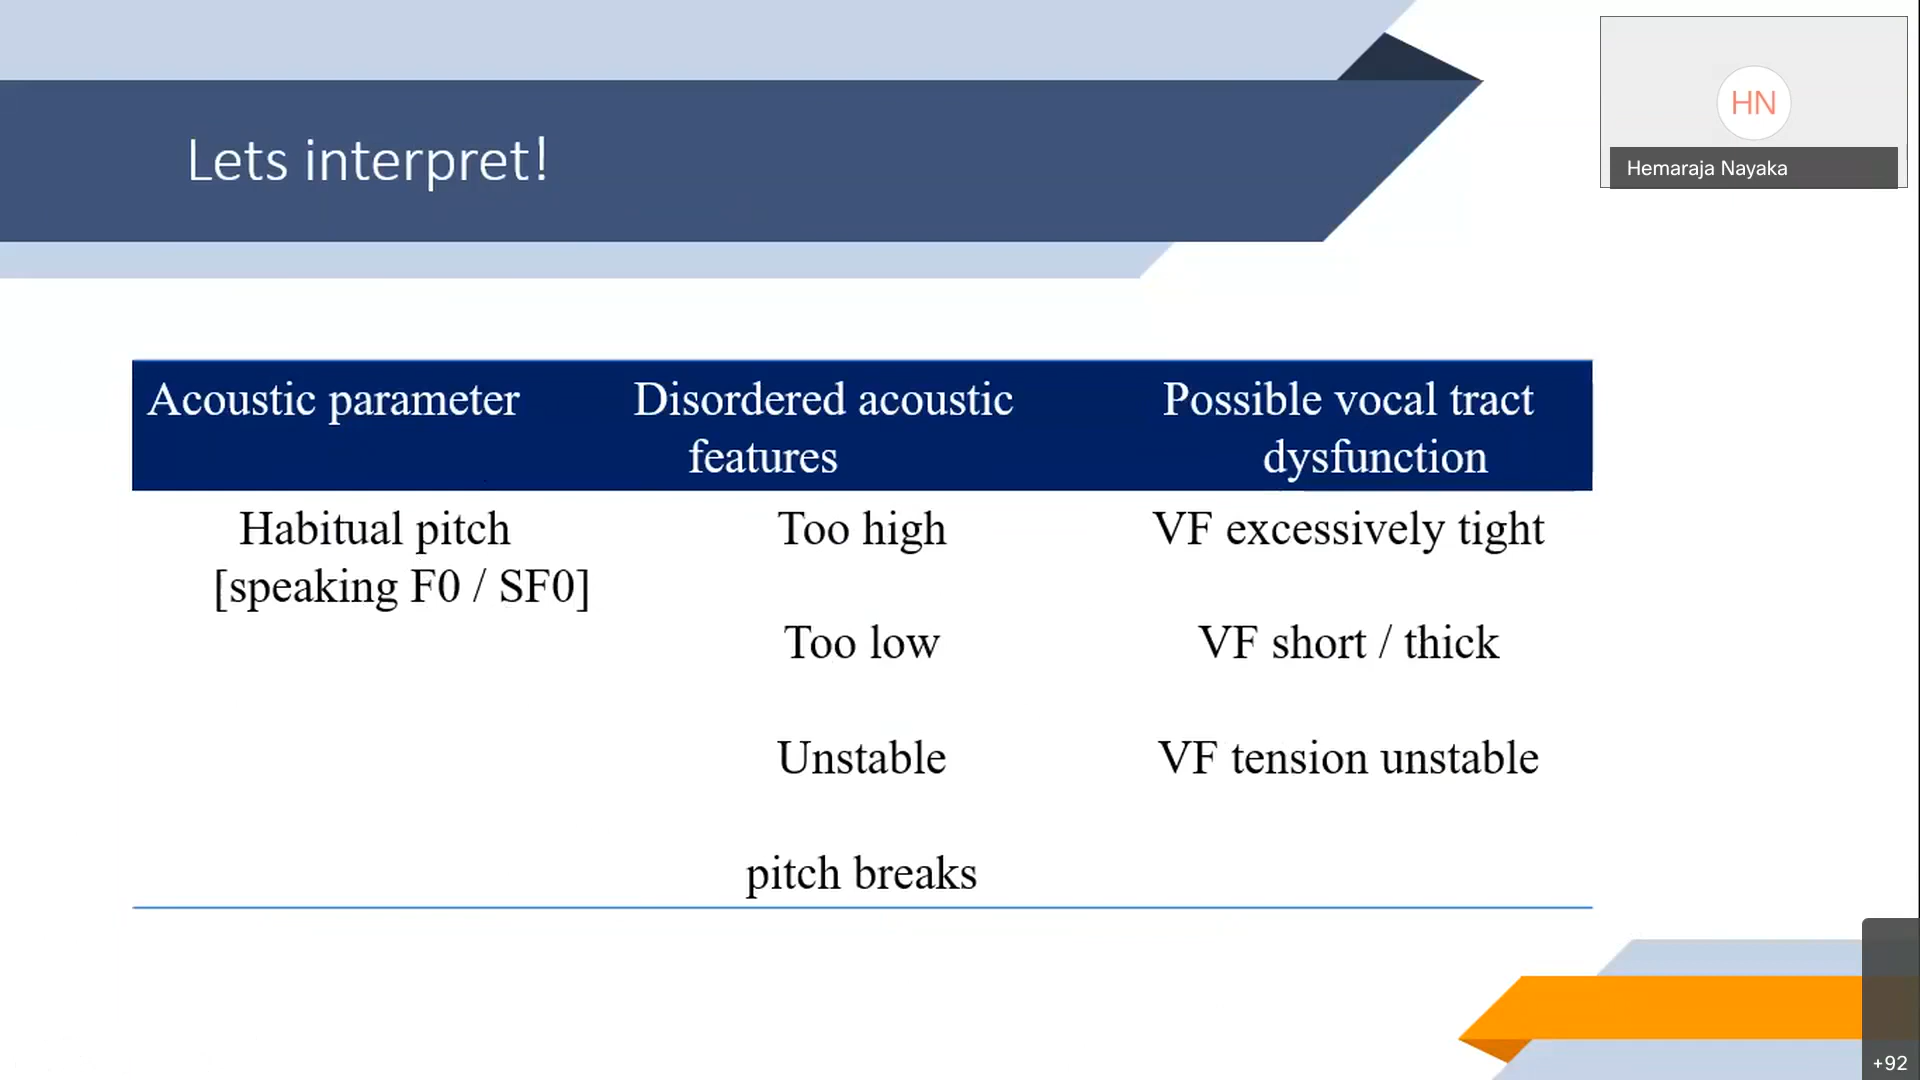 Lets interpret!
HN
Hemaraja Nayaka
Acoustic parameter
Disordered acoustic
features
Possible vocal tract
dysfunction
Habitual pitch
[speaking F0 / SF0]
Too high
VF excessively tight
Too low
VF short / thick
Unstable
VF tension unstable
pitch breaks
+92